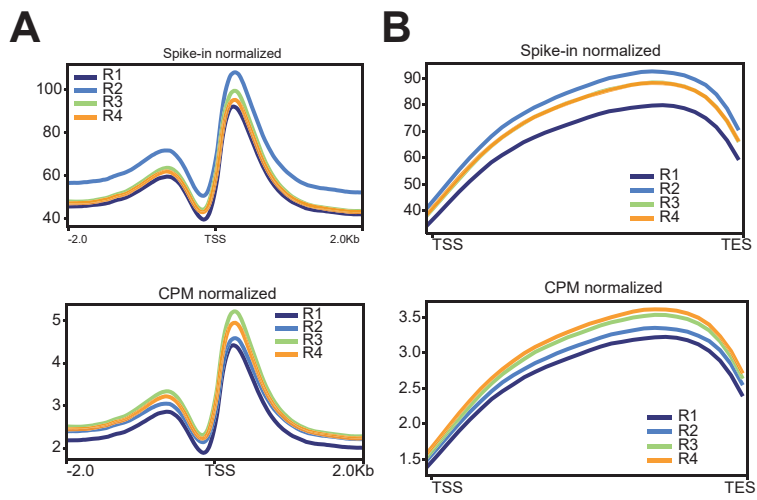 A
Spike-in normalized
R1
R2
R3
R4
100
80
60
40
-2.0
TSS
2.0Kb
B
Spike-in normalized
90
80
70
60
50
40
R1
R2
R3
R4
TSS
TES
CPM normalized
R1
R2
R3
R4
5
4
3
2
-2.0
TSS
2.0Kb
CPM normalized
3.5
3.0
2.5
2.0
1.5
R1
R2
R3
R4
TSS
TES